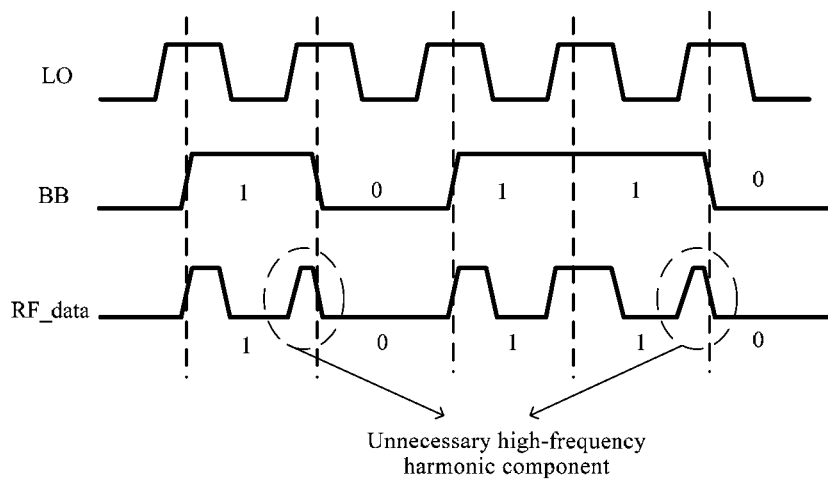 LO
BB
1 0 1 1 0
RF_data
1 0 1 1 0
Unnecessary high-frequency
harmonic component